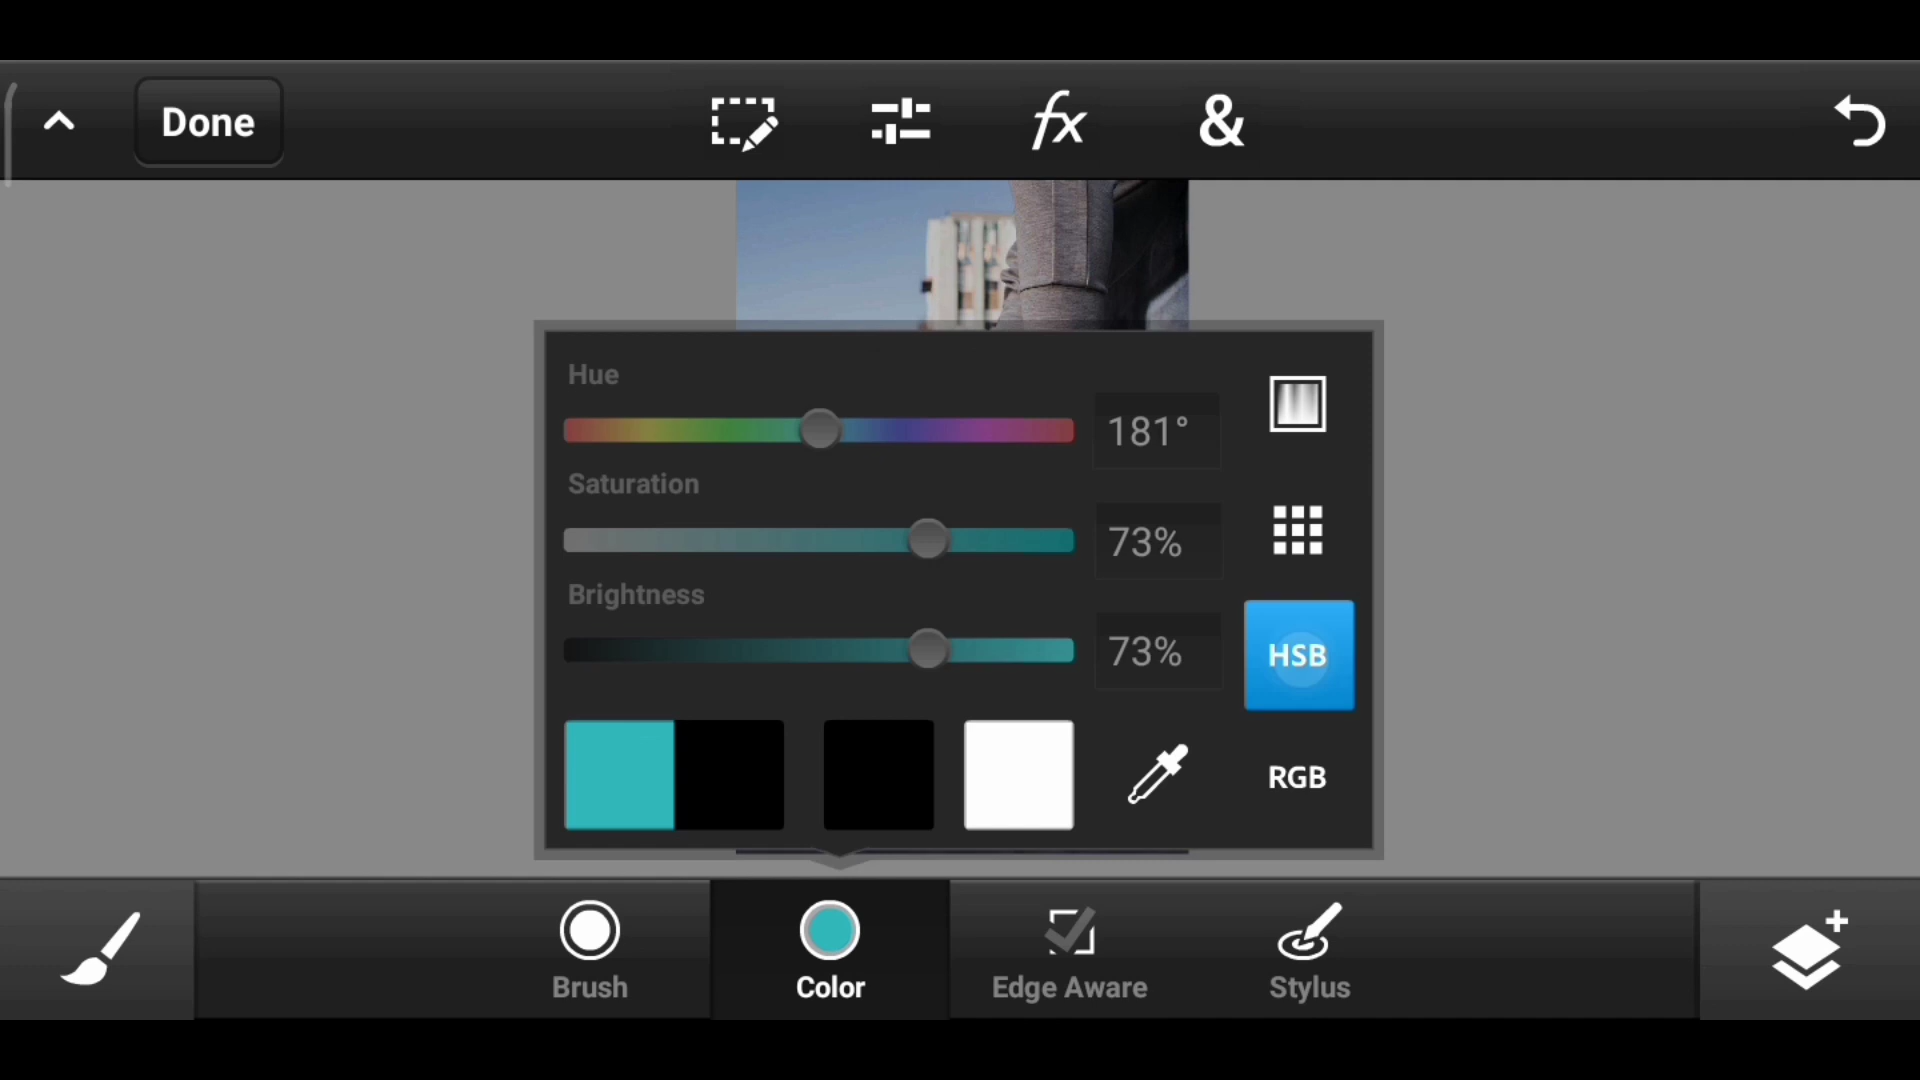 Done
fx
&
Hue
181°
Saturation
73%
Brightness
73%
HSB
RGB
Brush
Color
Edge Aware
Stylus